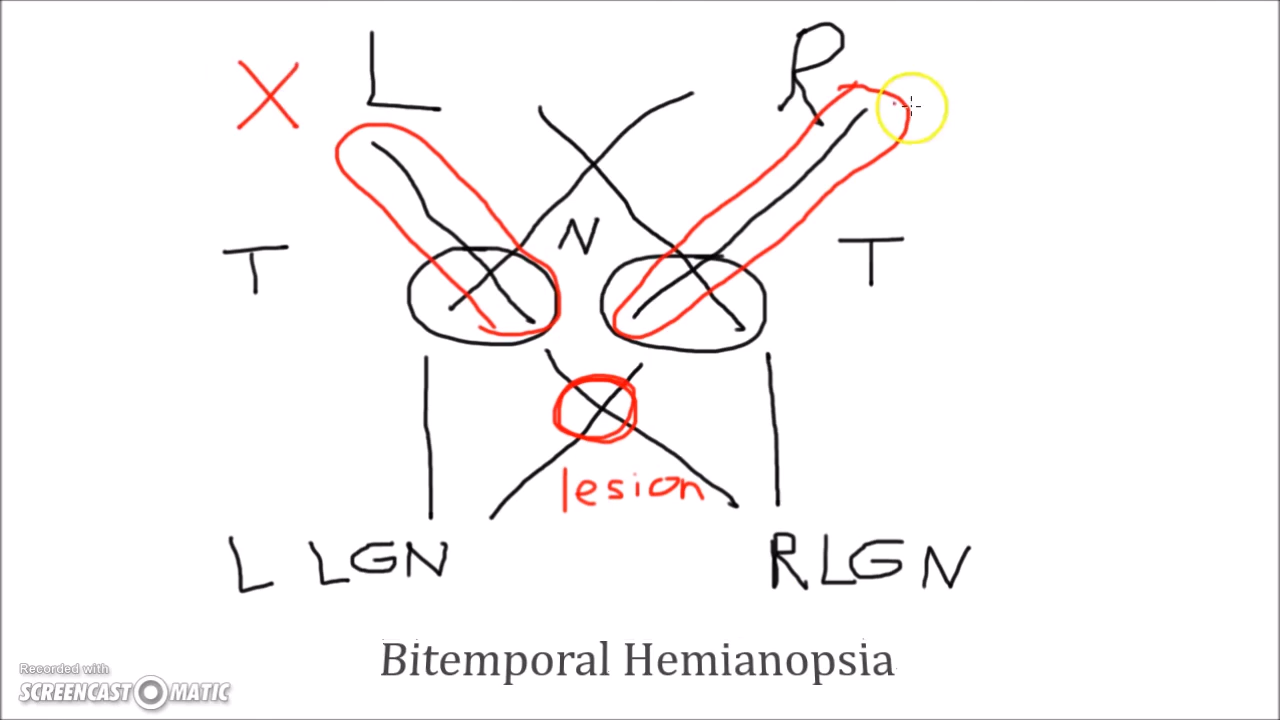 X L R
T N T
lesion
L LGN RLGN
Bitemporal Hemianopsia
Recorded with
SCREENCAST MATIC